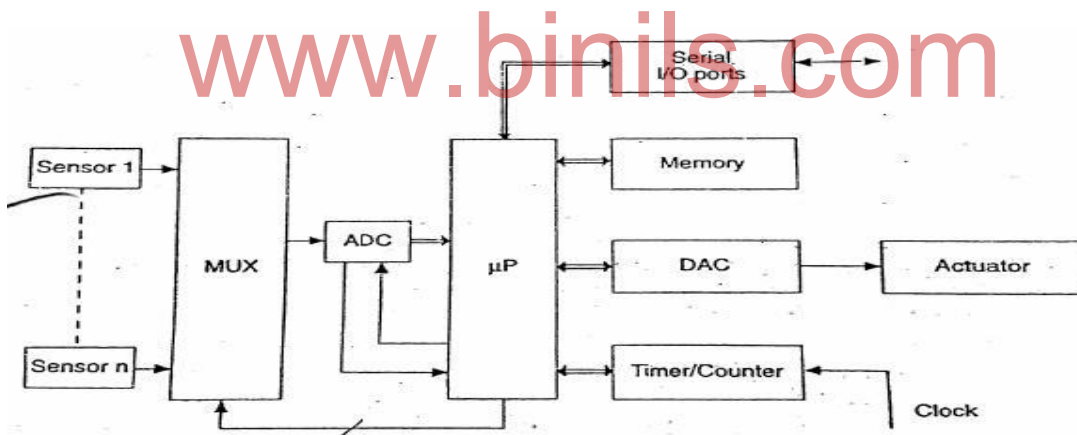 www.binils.com
Serial
I/O ports
Sensor 1
Memory
MUX
ADC
μP
DAC
Actuator
Sensor n
Timer/Counter
Clock